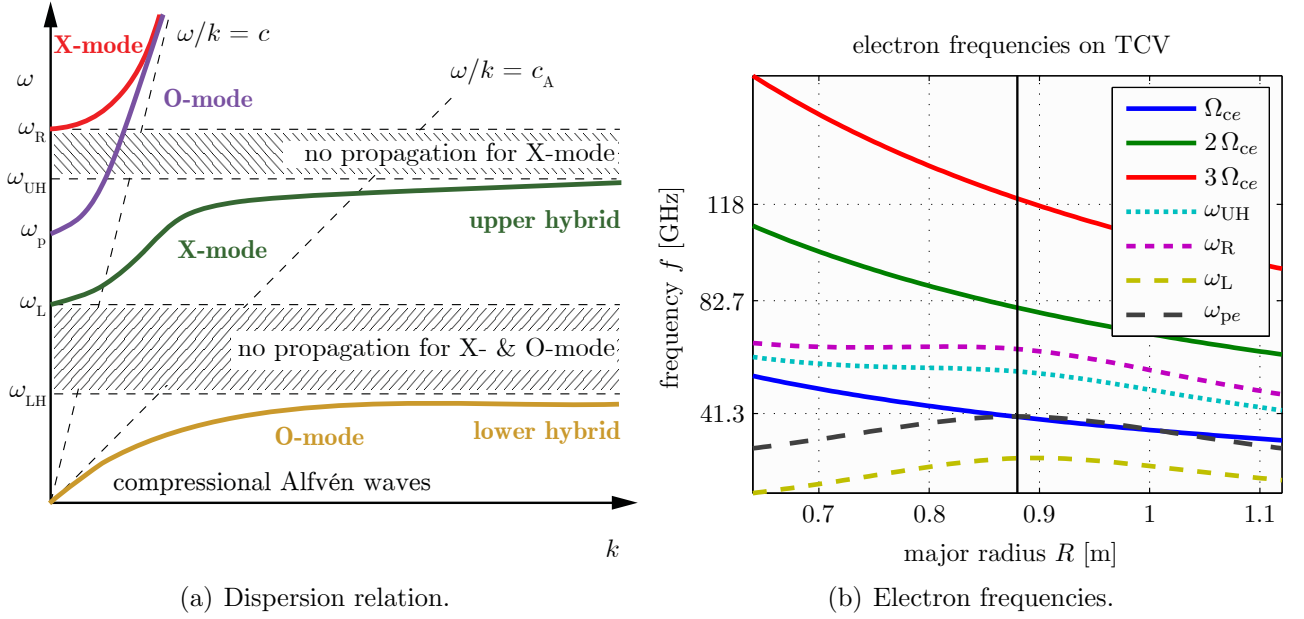 ω/k = c
X-mode
ω
ω/k = c_A
O-mode
ω_R
no propagation for X-mode
ω_UH
ω_p
upper hybrid
X-mode
ω_L
no propagation for X- & O-mode
ω_LH
O-mode
lower hybrid
compressional Alfvén waves
k
(a) Dispersion relation.
electron frequencies on TCV
Ω_ce
2 Ω_ce
3 Ω_ce
ω_UH
ω_R
ω_L
ω_pe
frequency f [GHz]
118
82.7
41.3
0.7 0.8 0.9 1 1.1
major radius R [m]
(b) Electron frequencies.